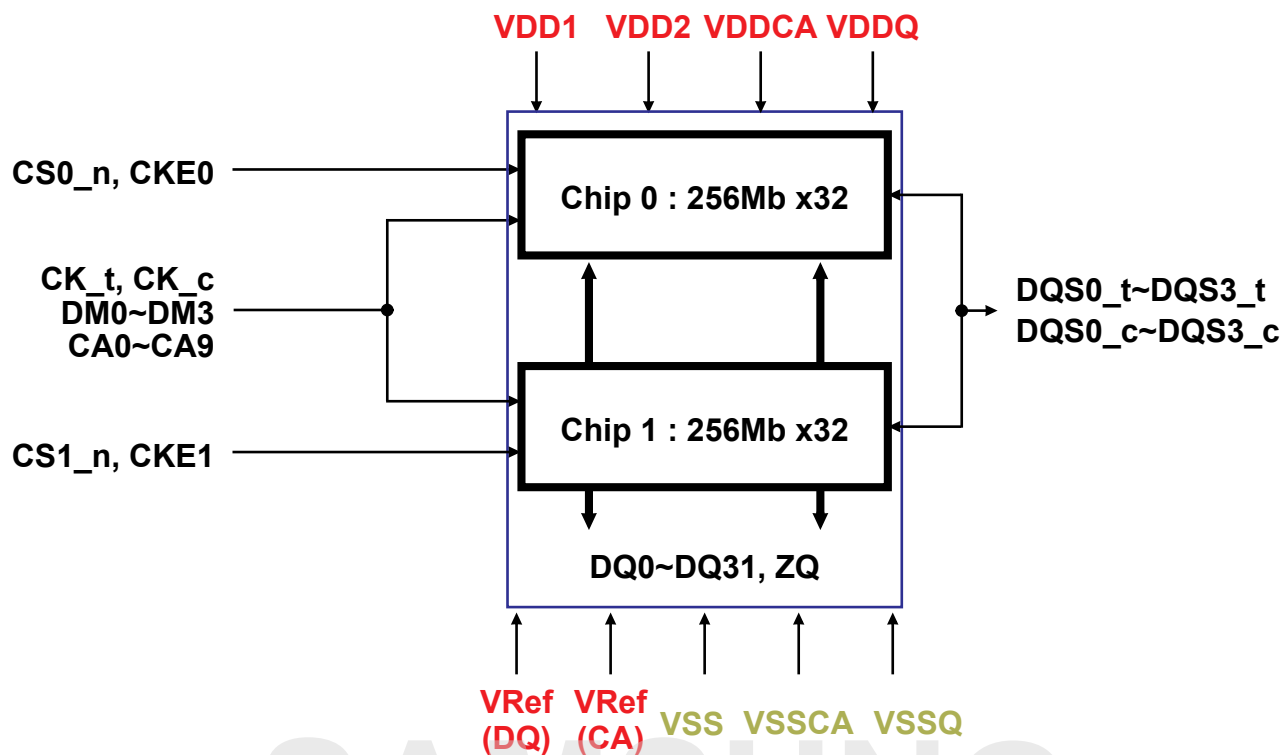 VDD1 VDD2 VDDCA VDDQ
CS0_n, CKE0
Chip 0 : 256Mb x32
CK_t, CK_c
DM0~DM3
CA0~CA9
DQS0_t~DQS3_t
DQS0_c~DQS3_c
Chip 1 : 256Mb x32
CS1_n, CKE1
DQ0~DQ31, ZQ
VRef VRef
(DQ) (CA) VSS VSSCA VSSQ
SAMSUNG